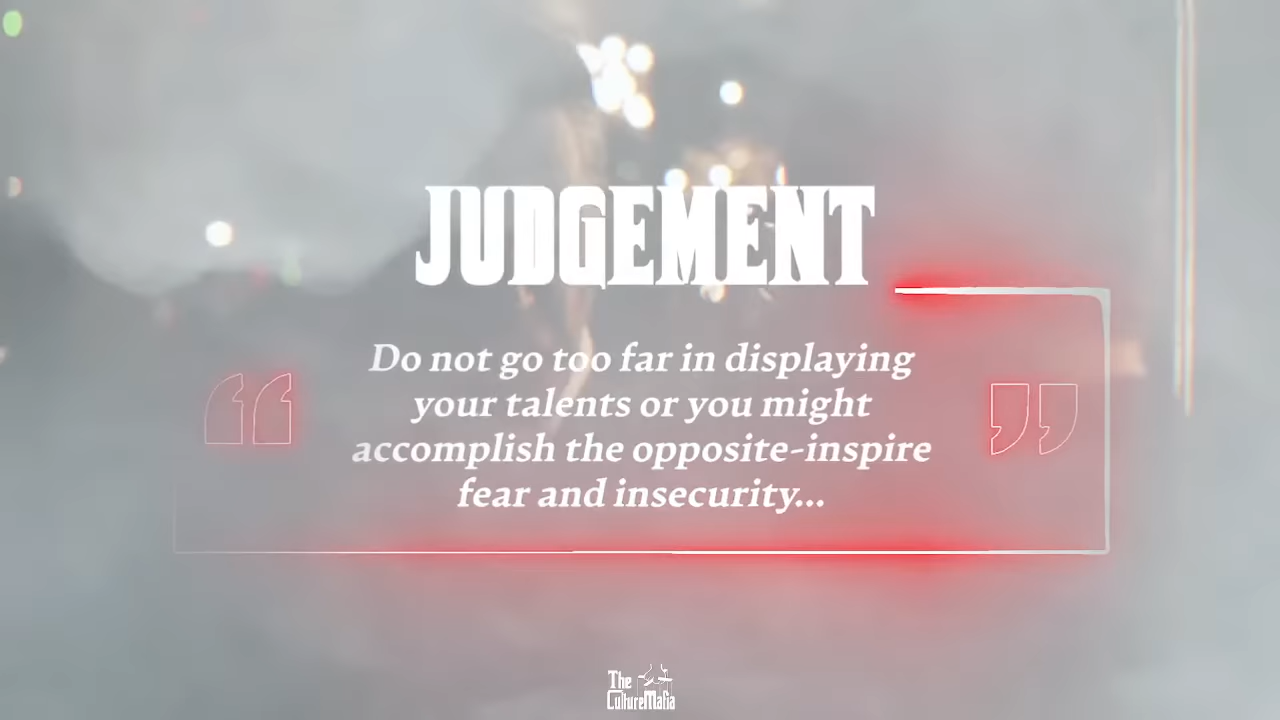 JUDGEMENT
“
Do not go too far in displaying
your talents or you might
accomplish the opposite-inspire
fear and insecurity...
”
The
CultureMafia